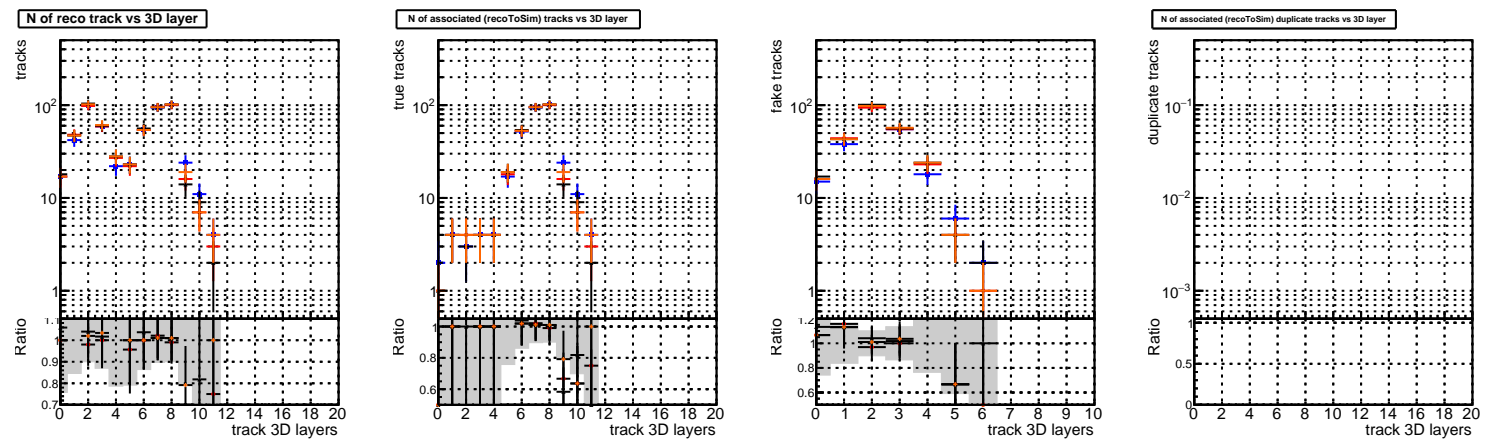 N of reco track vs 3D layer
tracks
10²
10
1
Ratio
1.1
1
0.9
0.8
0.7
0 2 4 6 8 10 12 14 16 18 20
track 3D layers
N of associated (recoToSim) tracks vs 3D layer
true tracks
10²
10
1
Ratio
1
0.8
0.6
0 2 4 6 8 10 12 14 16 18 20
track 3D layers
fake tracks
10²
10
1
Ratio
1.2
1
0.8
0.6
0 1 2 3 4 5 6 7 8 9 10
track 3D layers
N of associated (recoToSim) duplicate tracks vs 3D layer
duplicate tracks
10⁻¹
10⁻²
10⁻³
Ratio
1
0.5
0
0 2 4 6 8 10 12 14 16 18 20
track 3D layers